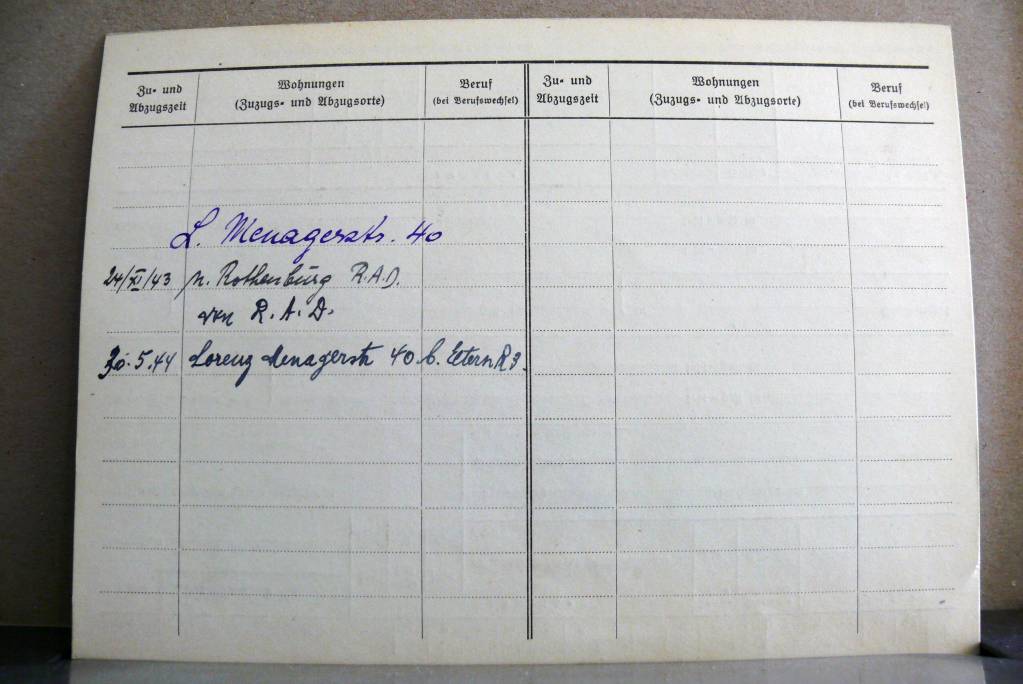 Zu- und Abzugszeit
Wohnungen
(Zuzugs- und Abzugsorte)
Beruf
(bei Berufswechsel)
Zu- und Abzugszeit
Wohnungen
(Zuzugs- und Abzugsorte)
Beruf
(bei Berufswechsel)
L. Menagerstr. 40
24/XI/43 n. Rothenburg R.A.D.
von R. A. D.
30.5.44 Lorenz Menagerstr 40 b. Eltern